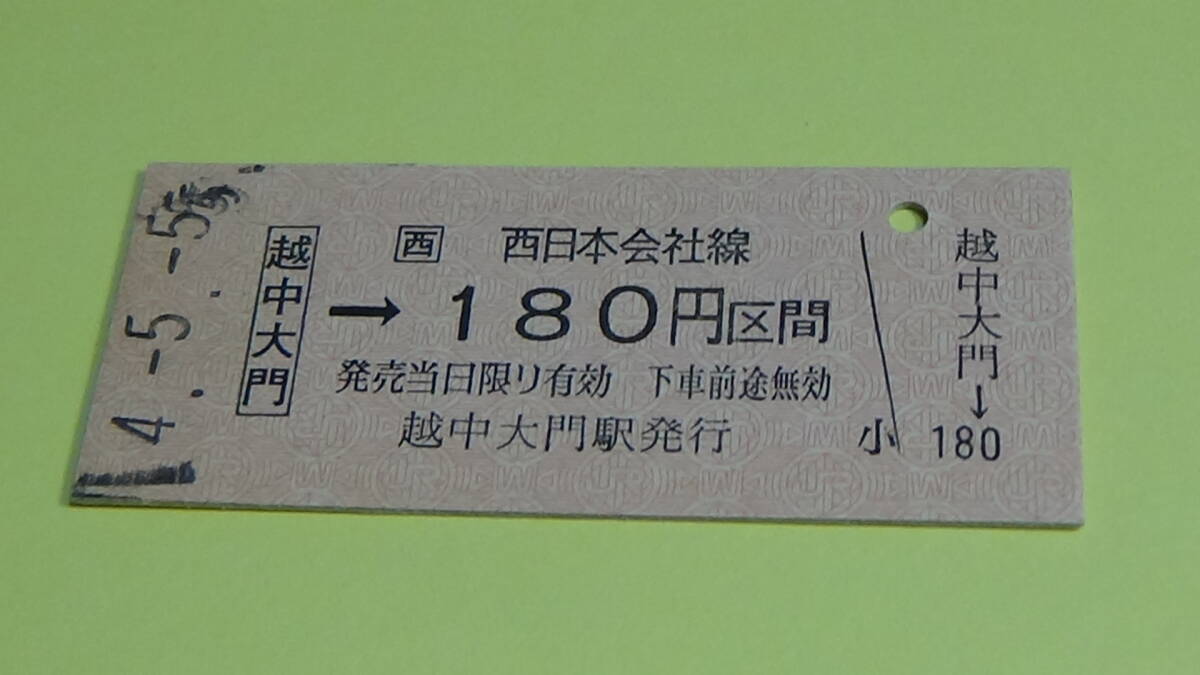 4.-5.-5
越中大門
西 西日本会社線
→180円区間
発売当日限り有効 下車前途無効
越中大門駅発行
小
越中大門→
180